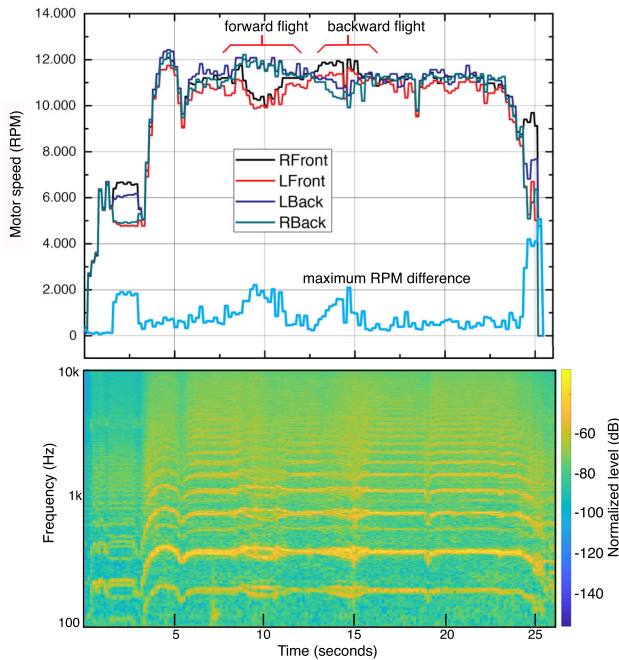 14.000
12.000
10.000
8.000
6.000
4.000
2.000
0
Motor speed (RPM)
forward flight
backward flight
RFront
LFront
LBack
RBack
maximum RPM difference
10k
1k
100
Frequency (Hz)
5
10
15
20
25
Time (seconds)
-60
-80
-100
-120
-140
Normalized level (dB)